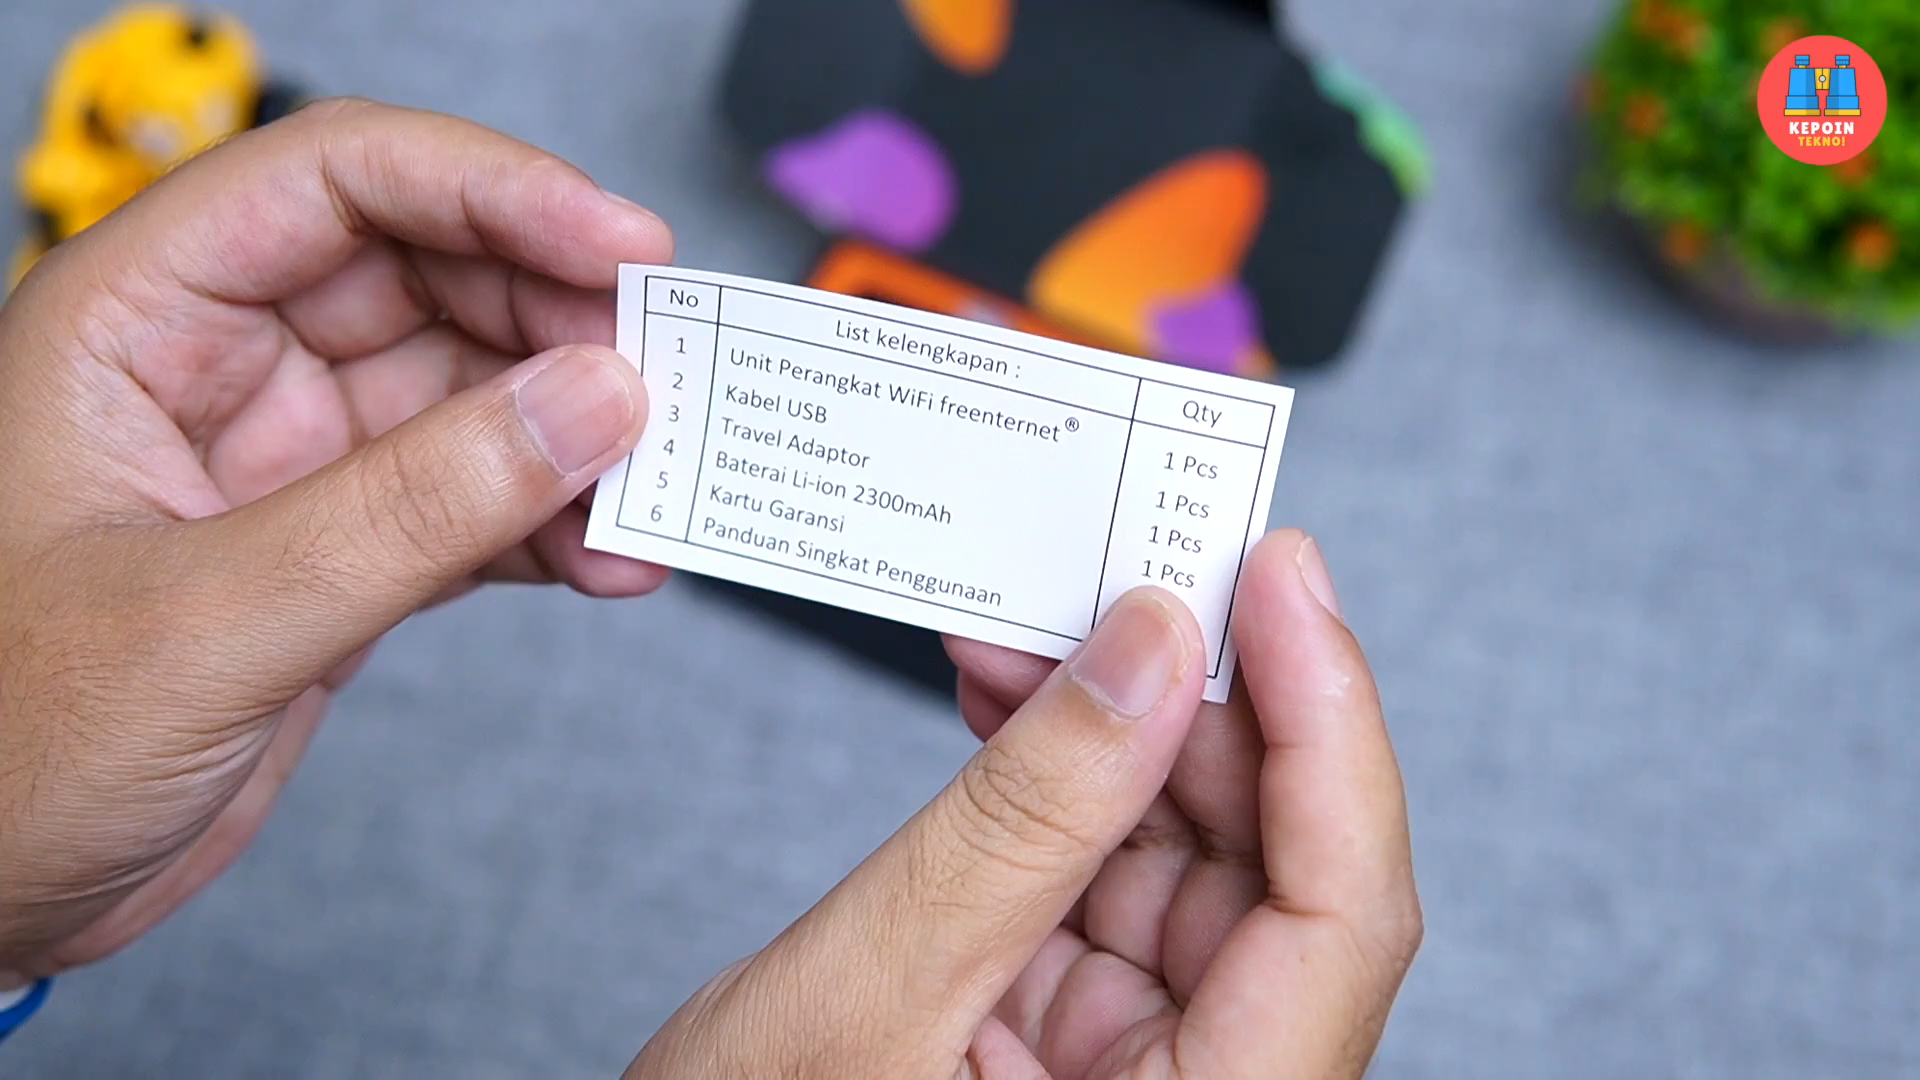 No List kelengkapan : Qty
1 Unit Perangkat WiFi freenternet® 1 Pcs
2 Kabel USB 1 Pcs
3 Travel Adaptor 1 Pcs
4 Baterai Li-ion 2300mAh 1 Pcs
5 Kartu Garansi
6 Panduan Singkat Penggunaan
KEPOIN
TEKNO!